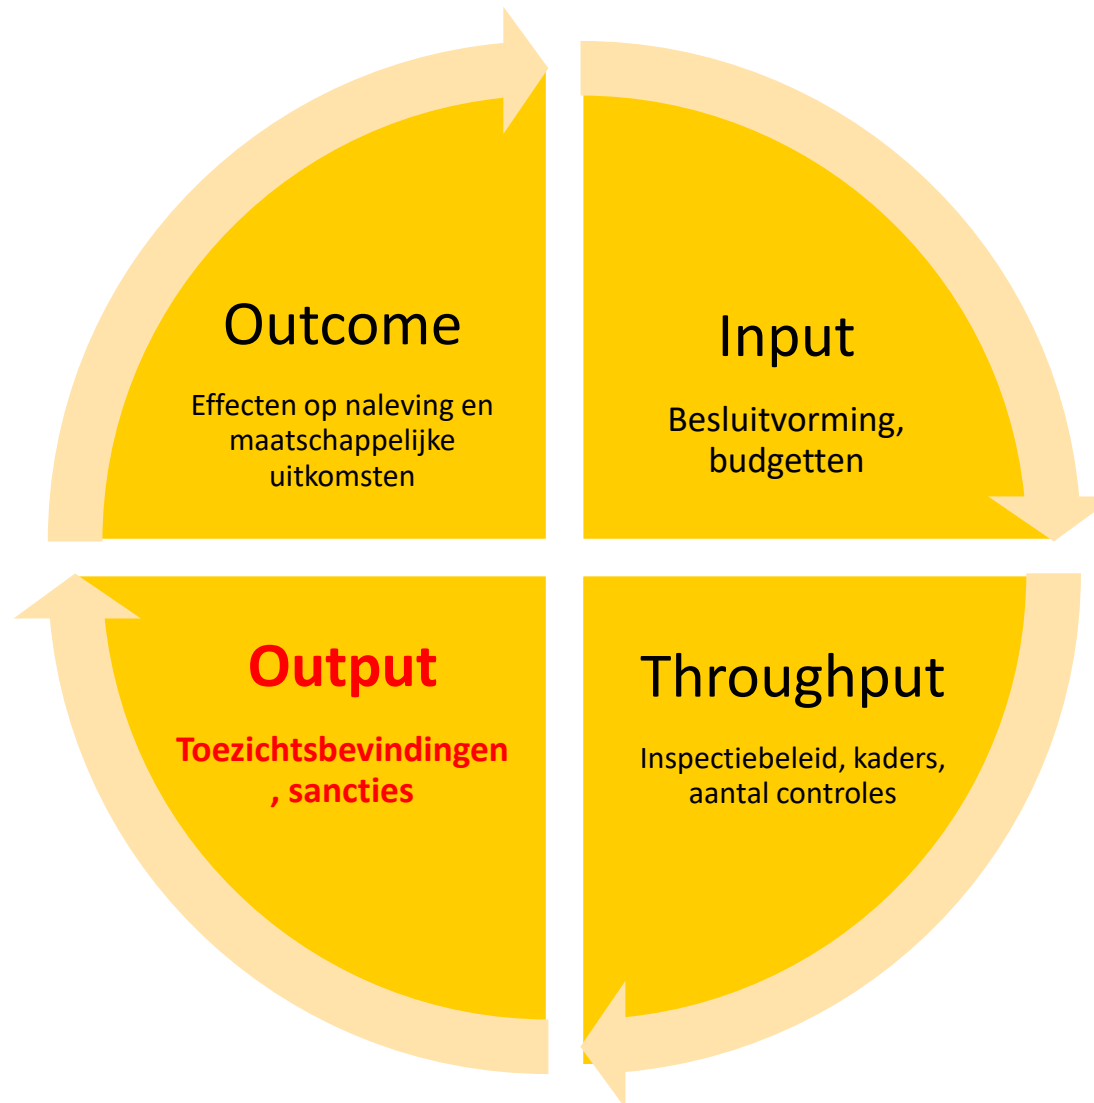 Outcome
Effecten op naleving en
maatschappelijke
uitkomsten
Input
Besluitvorming,
budgetten
Output
Toezichtsbevindingen
, sancties
Throughput
Inspectiebeleid, kaders,
aantal controles